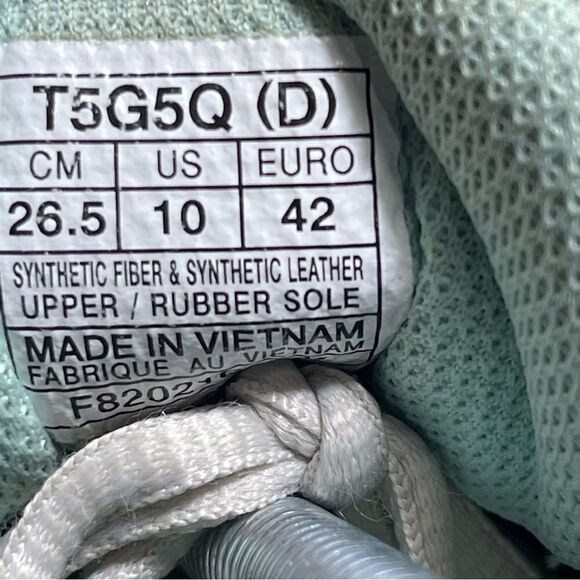 T5G5Q (D)
CM US EURO
26.5 10 42
SYNTHETIC FIBER & SYNTHETIC LEATHER
UPPER / RUBBER SOLE
MADE IN VIETNAM
FABRIQUE AU VIETNAM